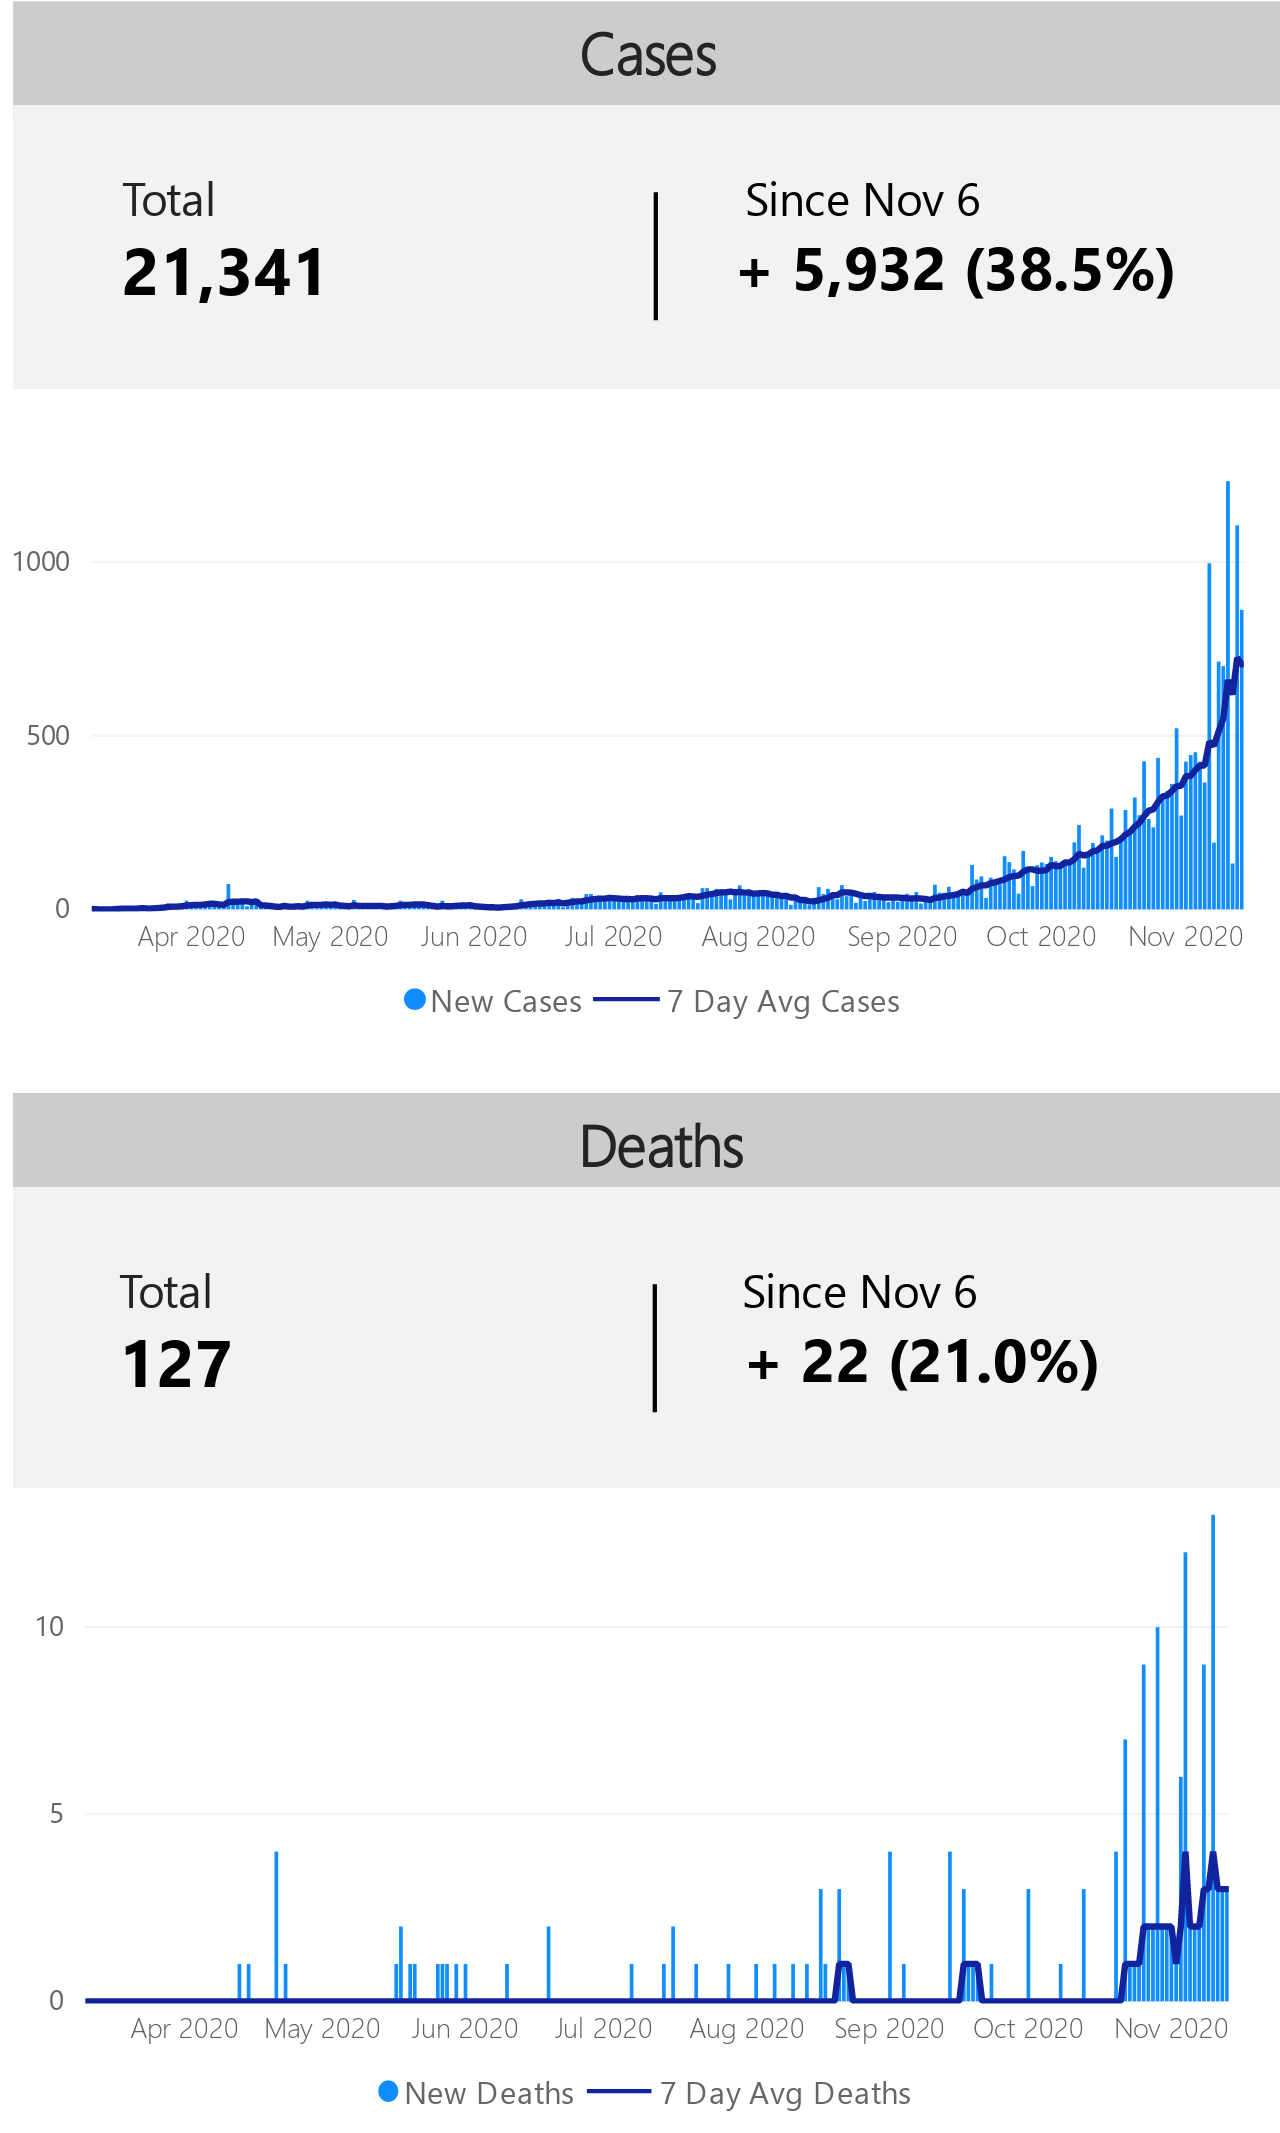 Cases
Total
21,341
Since Nov 6
+ 5,932 (38.5%)
1000
500
0
Apr 2020 May 2020 Jun 2020 Jul 2020 Aug 2020 Sep 2020 Oct 2020 Nov 2020
New Cases 7 Day Avg Cases
Deaths
Total
127
Since Nov 6
+ 22 (21.0%)
10
5
0
Apr 2020 May 2020 Jun 2020 Jul 2020 Aug 2020 Sep 2020 Oct 2020 Nov 2020
New Deaths 7 Day Avg Deaths